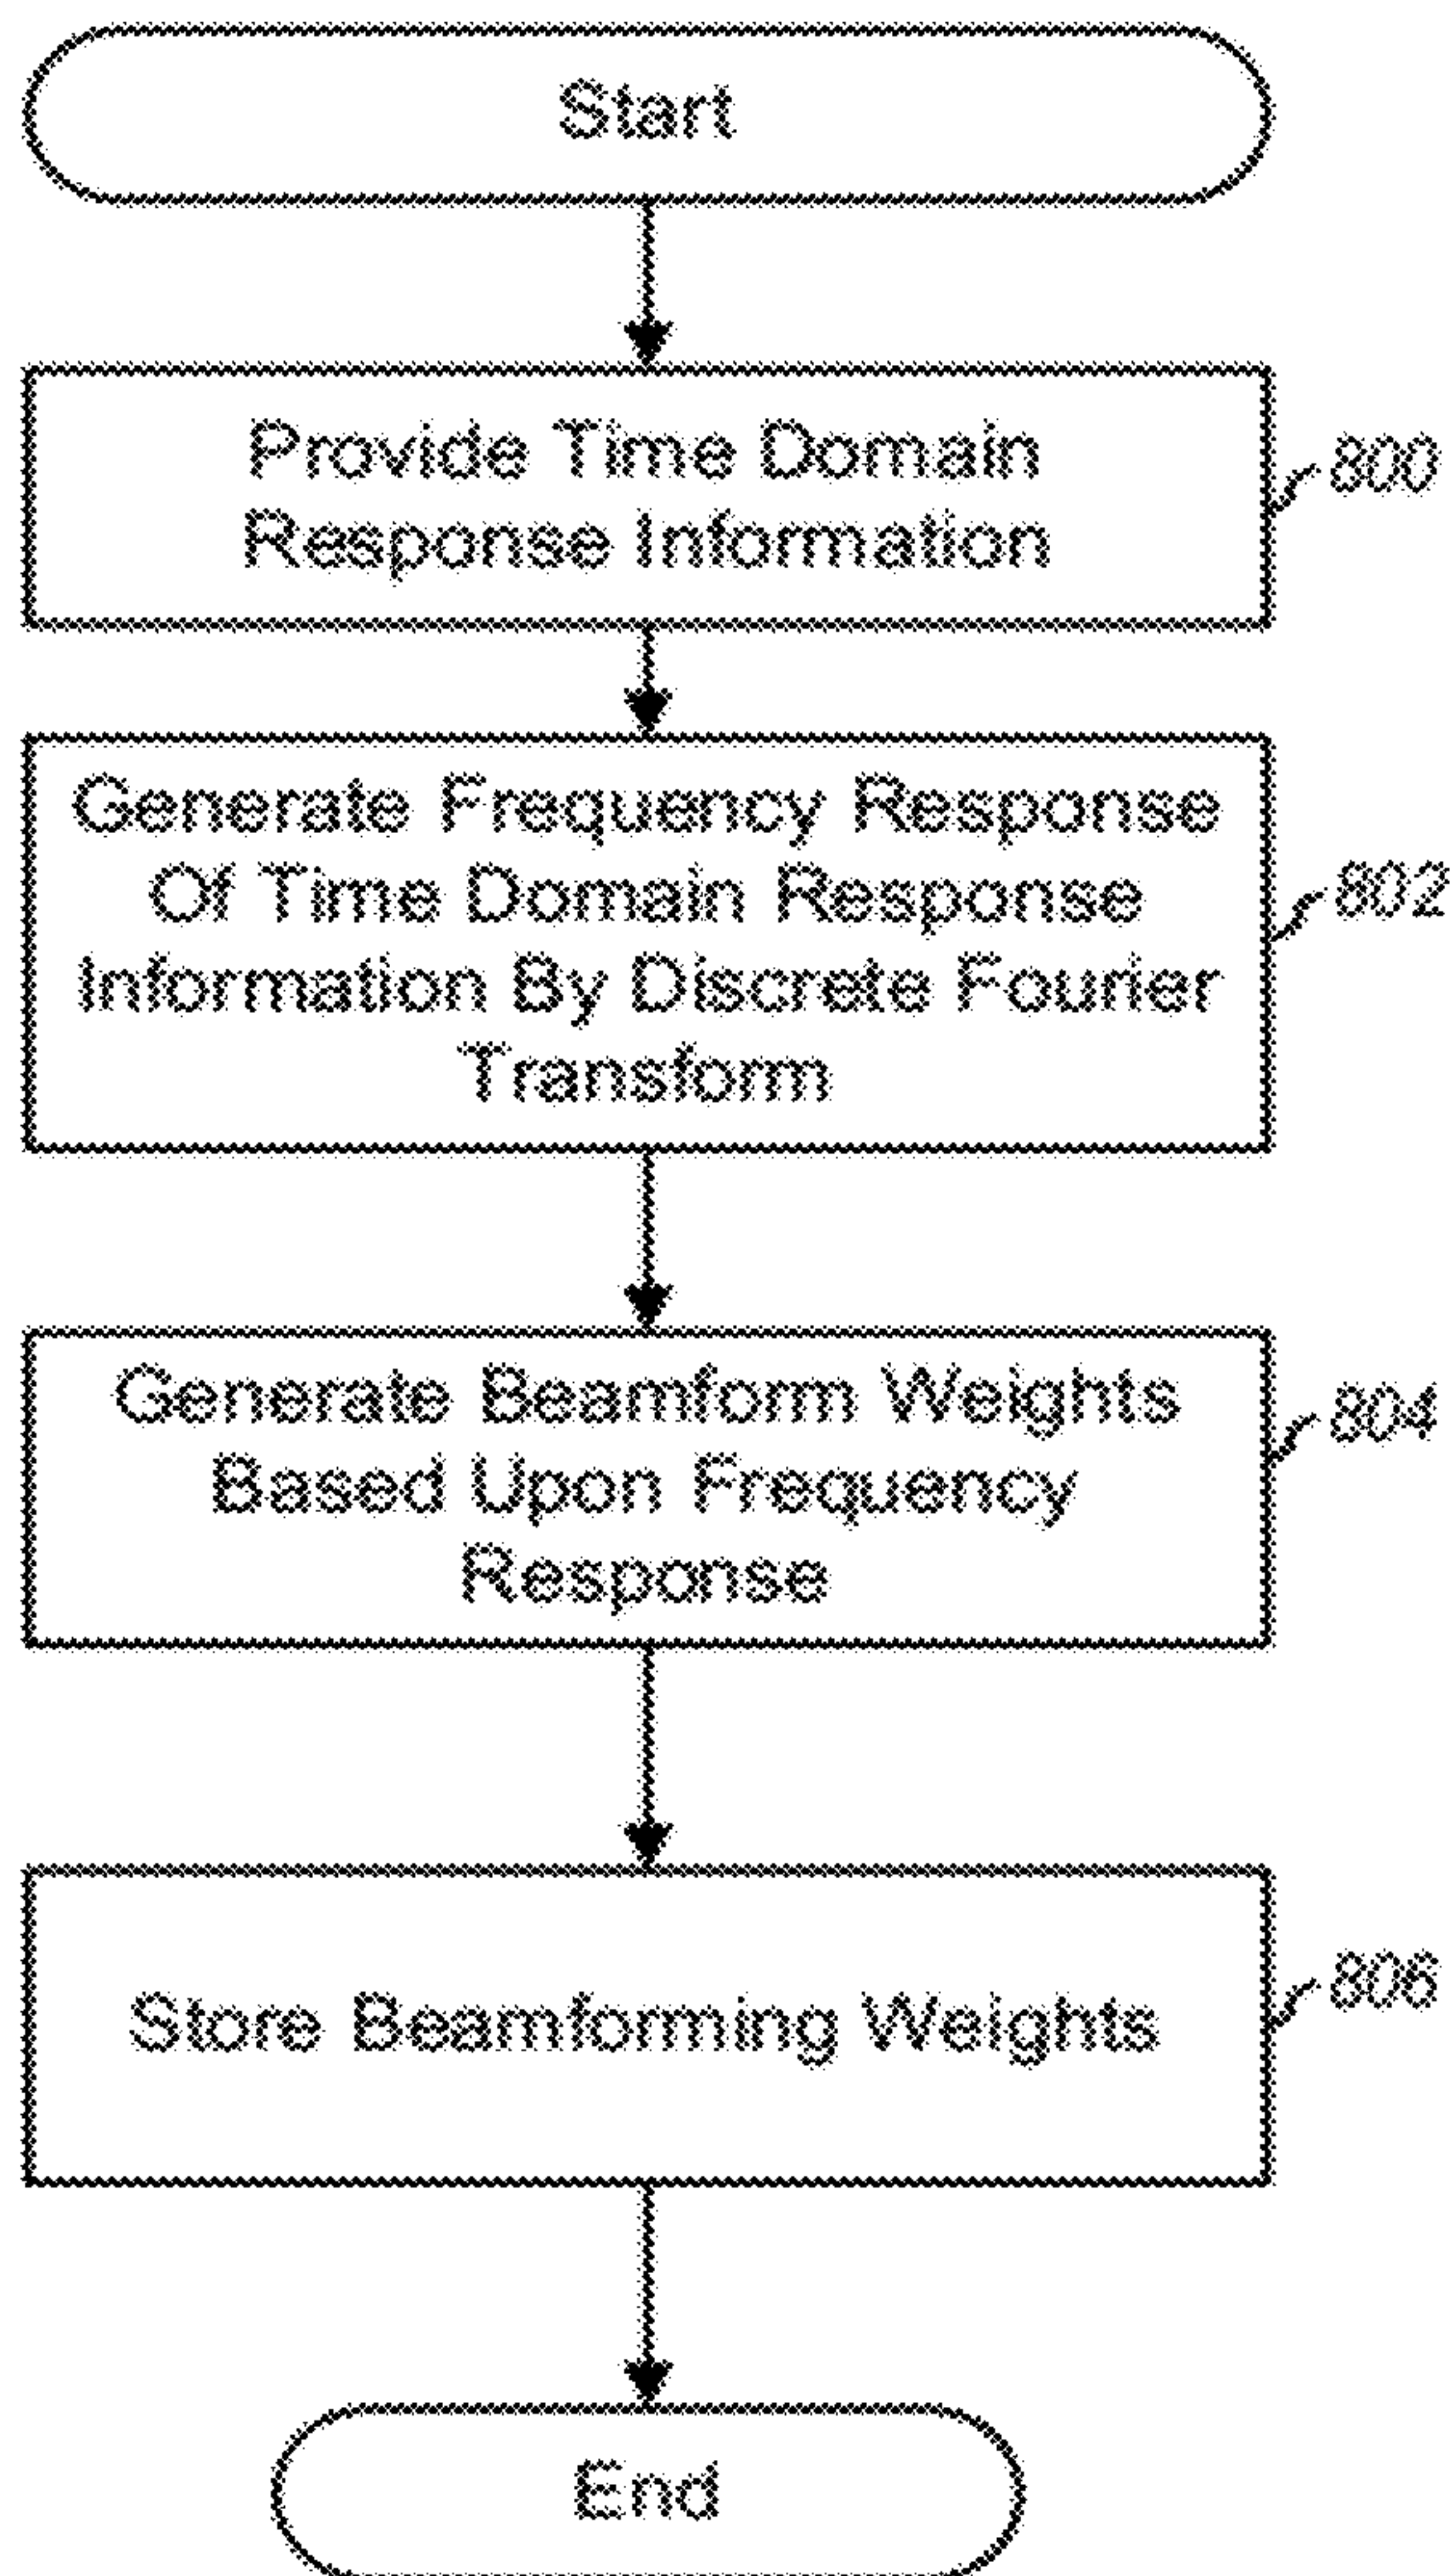 Start
Provide Time Domain
Response Information
800
Generate Frequency Response
Of Time Domain Response
Information By Discrete Fourier
Transform
802
Generate Beamform Weights
Based Upon Frequency
Response
804
Store Beamforming Weights
806
End